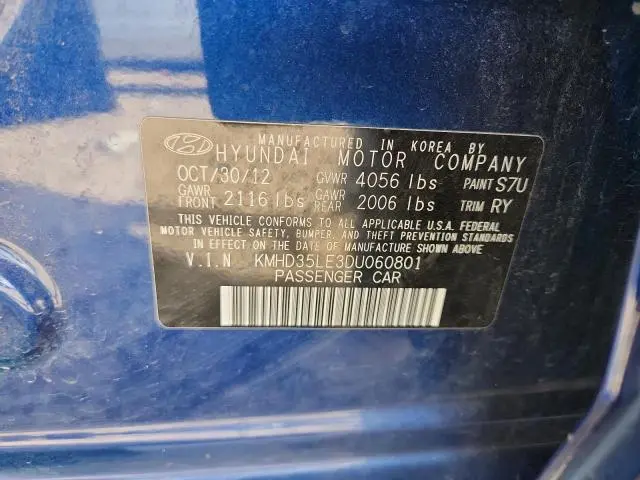 MANUFACTURED IN KOREA BY
HYUNDAI MOTOR COMPANY
OCT/30/12 GVWR 4056 lbs PAINT S7U
GAWR FRONT 2116 lbs GAWR REAR 2006 lbs TRIM RY
THIS VEHICLE CONFORMS TO ALL APPLICABLE U.S.A. FEDERAL
MOTOR VEHICLE SAFETY, BUMPER, AND THEFT PREVENTION STANDARDS
IN EFFECT ON THE DATE OF MANUFACTURE SHOWN ABOVE
V.I.N KMHD35LE3DU060801
PASSENGER CAR